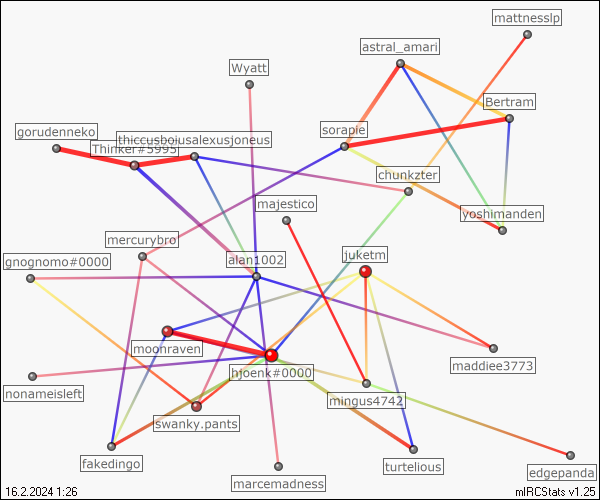 mattnesslp
astral_amari
Wyatt
Bertram
gorudenneko
thiccusboiusalexusjoneus
sorapie
Thinker#5995
chunkzter
majestico
yoshimanden
mercurybro
juketm
gnognomo#0000
alan1002
moonraven
maddiee3773
hjoenk#0000
nonameisleft
mingus4742
swanky.pants
fakedingo
turtelious
edgepanda
marcemadness
16.2.2024 1:26
mIRCStats v1.25